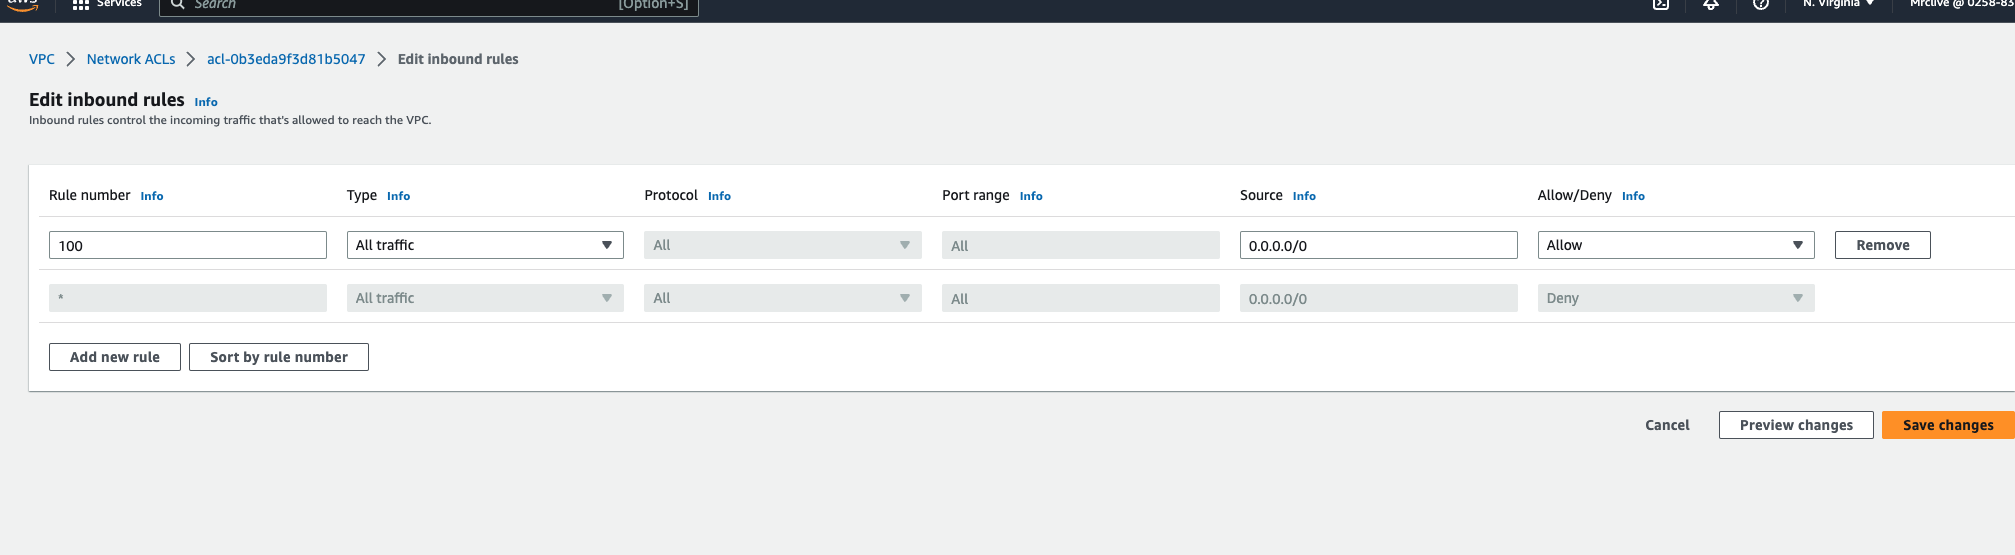 aws Services Search [Option+S] N. Virginia Mrclive @ 0258-83
VPC Network ACLs acl-0b3eda9f3d81b5047 Edit inbound rules
Edit inbound rules Info
Inbound rules control the incoming traffic that's allowed to reach the VPC.
Rule number Info Type Info Protocol Info Port range Info Source Info Allow/Deny Info
100 All traffic All All 0.0.0.0/0 Allow Remove
* All traffic All All 0.0.0.0/0 Deny
Add new rule Sort by rule number
Cancel Preview changes Save changes